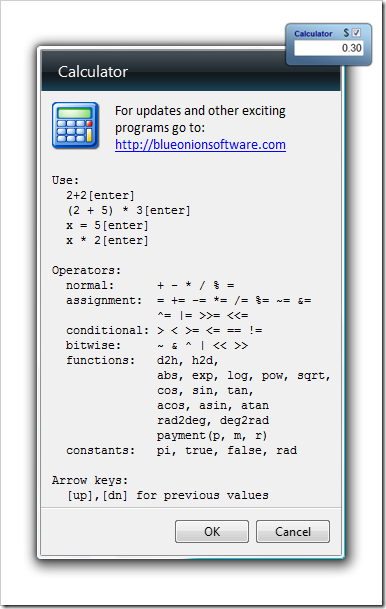 Calculator $
0.30
Calculator
For updates and other exciting
programs go to:
http://blueonionsoftware.com
Use:
2+2[enter]
(2 + 5) * 3[enter]
x = 5[enter]
x * 2[enter]
Operators:
normal: + - * / % =
assignment: = += -= *= /= %= ~= &=
^= |= >>= <<=
conditional: > < >= <= == !=
bitwise: ~ & ^ | << >>
functions: d2h, h2d,
abs, exp, log, pow, sqrt,
cos, sin, tan,
acos, asin, atan
rad2deg, deg2rad
payment(p, m, r)
constants: pi, true, false, rad
Arrow keys:
[up],[dn] for previous values
OK Cancel